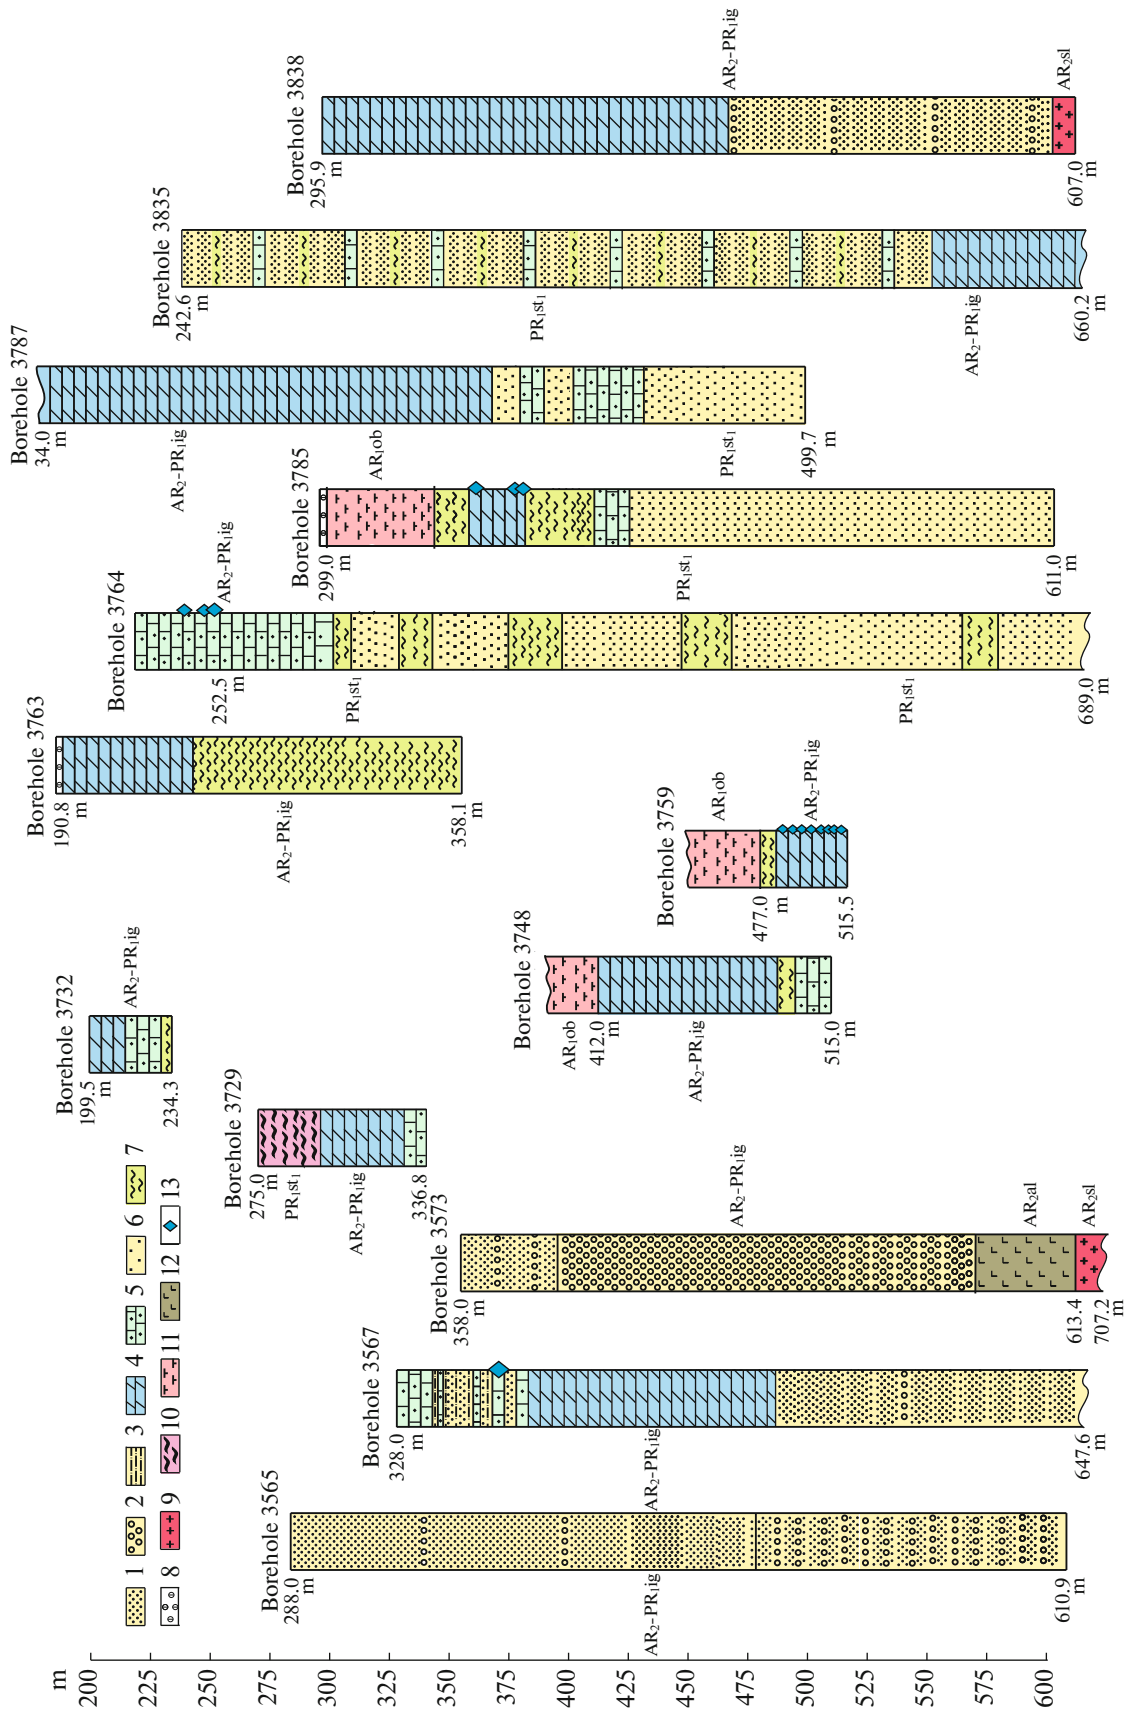 m
200
225
250
275
300
325
350
375
400
425
450
475
500
525
550
575
600
1
2
3
4
5
6
7
8
9
10
11
12
13
Borehole 3565
288.0
m
AR₂-PR₁ig
610.9
m
Borehole 3567
328.0
m
AR₂-PR₁ig
647.6
m
Borehole 3573
358.0
m
AR₂-PR₁ig
AR₂al
AR₂sl
613.4
707.2
m
Borehole 3729
275.0
m
PR₁st₁
AR₂-PR₁ig
336.8
Borehole 3732
199.5
m
AR₂-PR₁ig
234.3
Borehole 3748
AR₁ob
412.0
m
AR₂-PR₁ig
515.0
m
Borehole 3759
AR₁ob
477.0
m
AR₂-PR₁ig
515.5
Borehole 3763
190.8
m
AR₂-PR₁ig
358.1
m
Borehole 3764
252.5
m
AR₂-PR₁ig
PR₁st₁
PR₁st₁
689.0
m
Borehole 3785
299.0
m
AR₁ob
PR₁st₁
611.0
m
Borehole 3787
34.0
m
AR₂-PR₁ig
PR₁st₁
499.7
m
Borehole 3835
242.6
m
PR₁st₁
AR₂-PR₁ig
660.2
m
Borehole 3838
295.9
m
AR₂-PR₁ig
AR₂sl
607.0
m